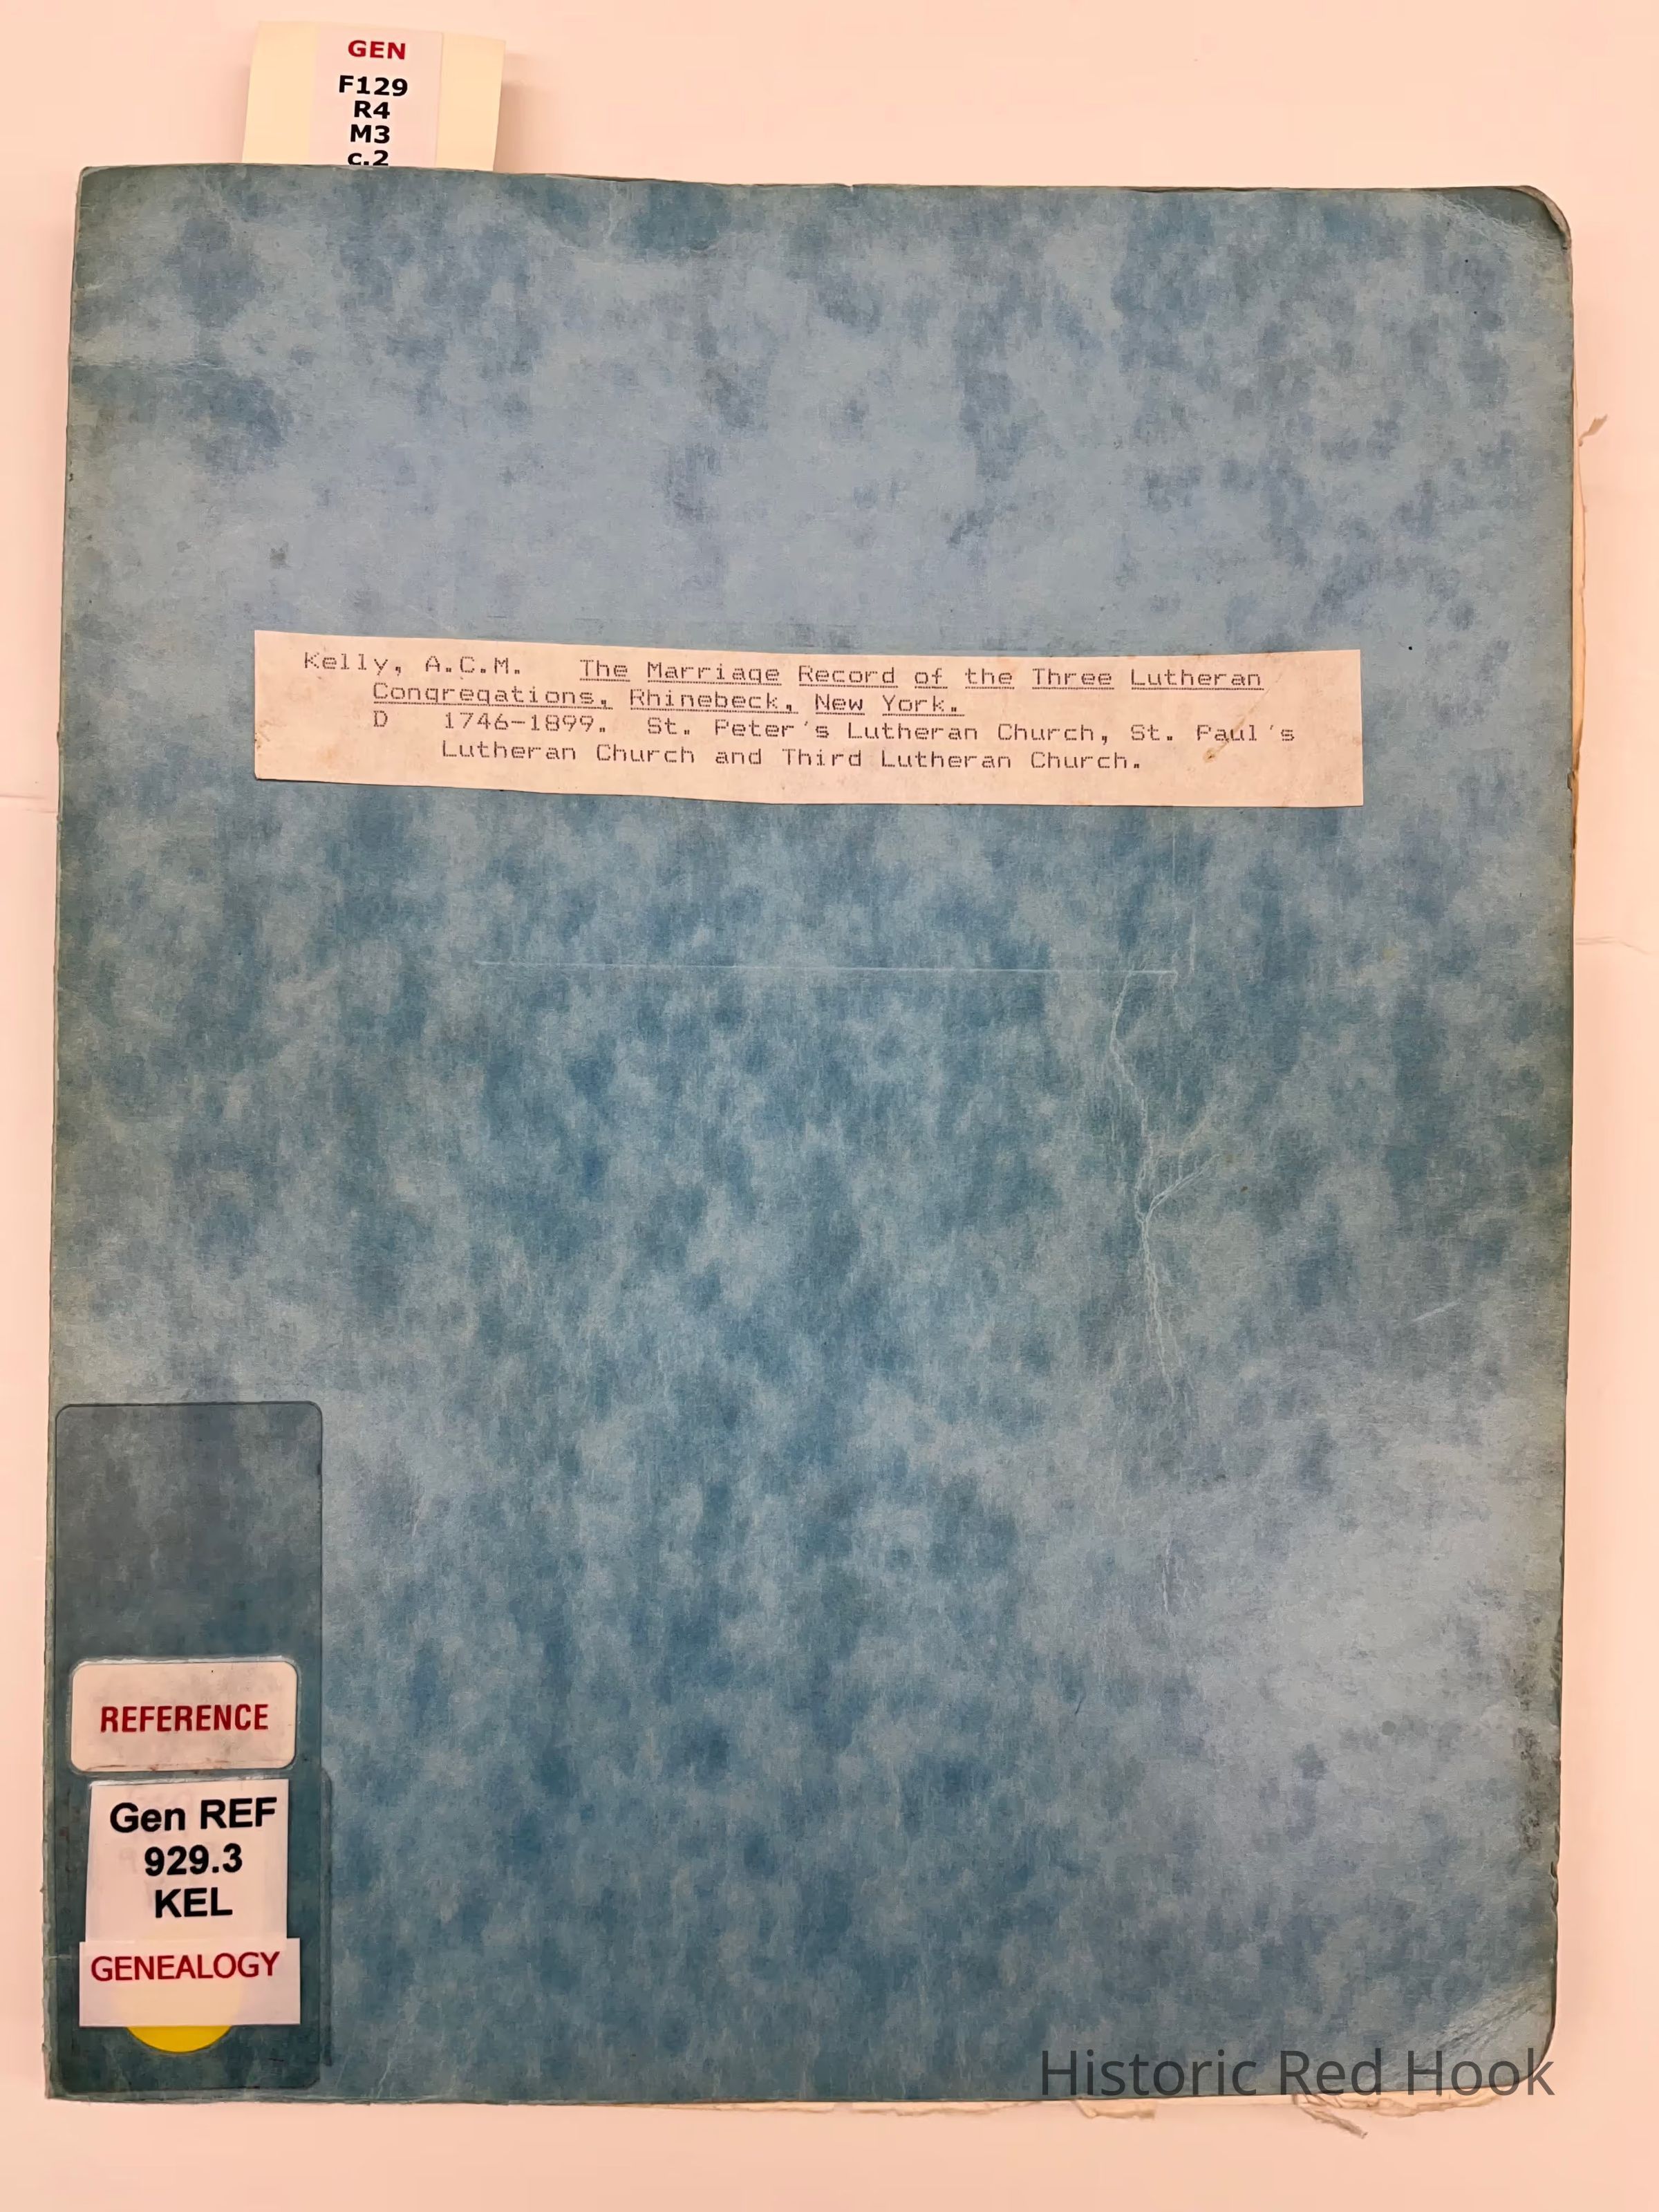 GEN
F129
R4
M3
c.2
Kelly, A.C.M. The Marriage Record of the Three Lutheran
Congregations, Rhinebeck, New York.
D 1746-1899. St. Peter's Lutheran Church, St. Paul's
Lutheran Church and Third Lutheran Church.
REFERENCE
Gen REF
929.3
KEL
GENEALOGY
Historic Red Hook